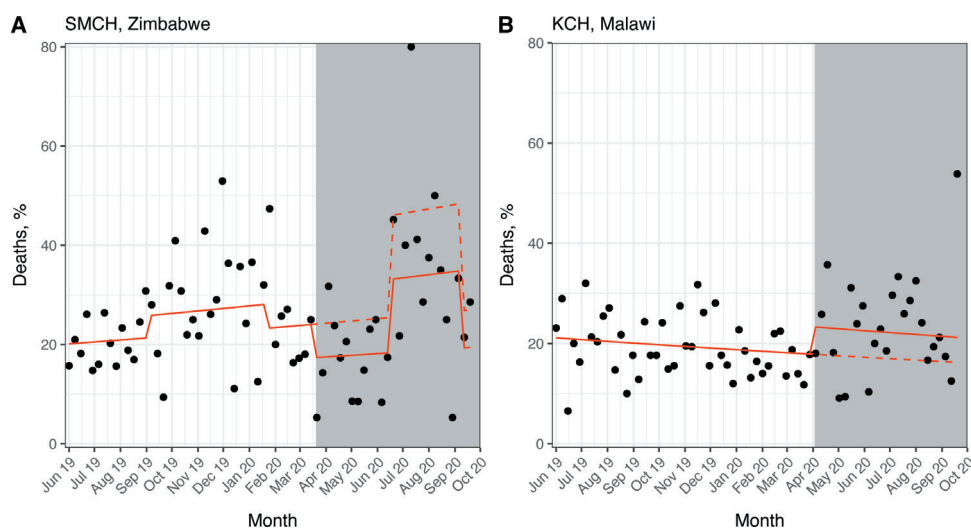 A SMCH, Zimbabwe
80
60
40
20
0
Deaths, %
Jun 19 Jul 19 Aug 19 Sep 19 Oct 19 Nov 19 Dec 19 Jan 20 Feb 20 Mar 20 Apr 20 May 20 Jun 20 Jul 20 Aug 20 Sep 20 Oct 20
Month
B KCH, Malawi
80
60
40
20
0
Deaths, %
Jun 19 Jul 19 Aug 19 Sep 19 Oct 19 Nov 19 Dec 19 Jan 20 Feb 20 Mar 20 Apr 20 May 20 Jun 20 Jul 20 Aug 20 Sep 20 Oct 20
Month